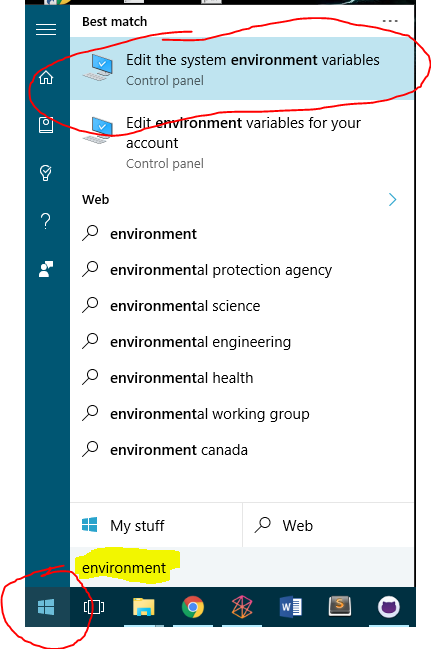 Best match
Edit the system environment variables
Control panel
Edit environment variables for your
account
Control panel
Web
environment
environmental protection agency
environmental science
environmental engineering
environmental health
environmental working group
environment canada
My stuff
Web
environment